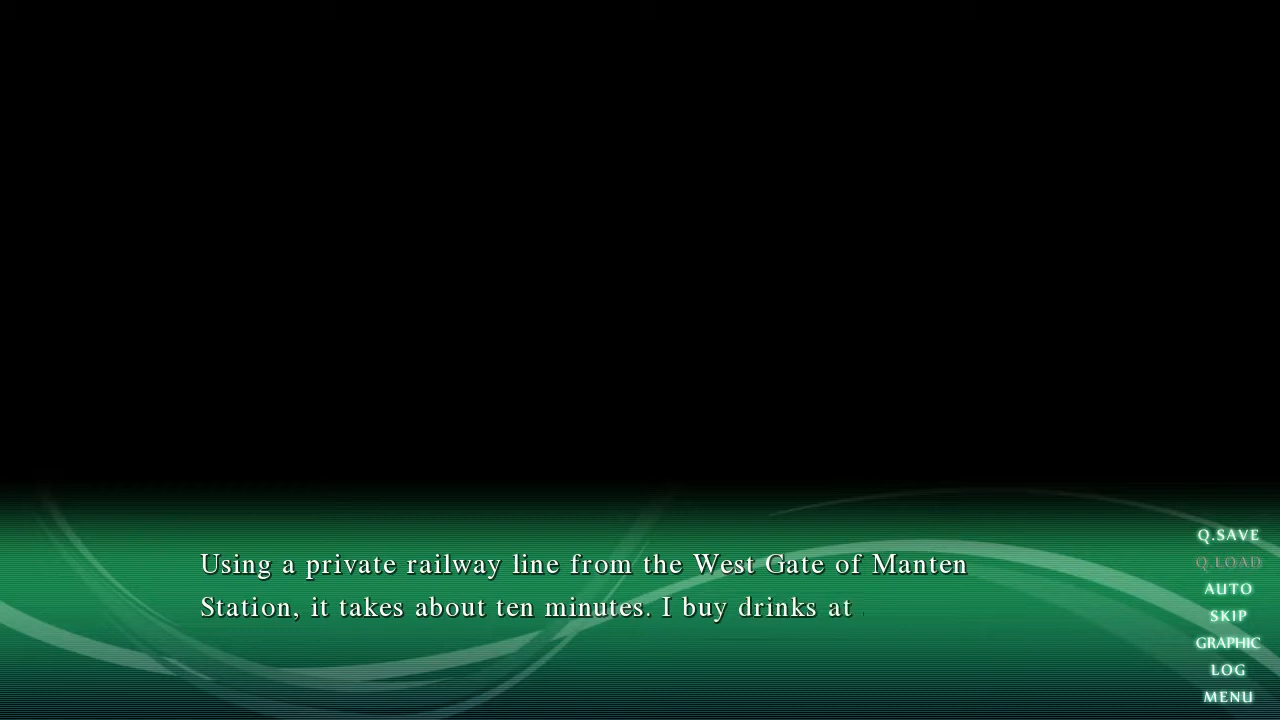 Using a private railway line from the West Gate of Manten
Station, it takes about ten minutes. I buy drinks at
Q.SAVE
Q.LOAD
AUTO
SKIP
GRAPHIC
LOG
MENU